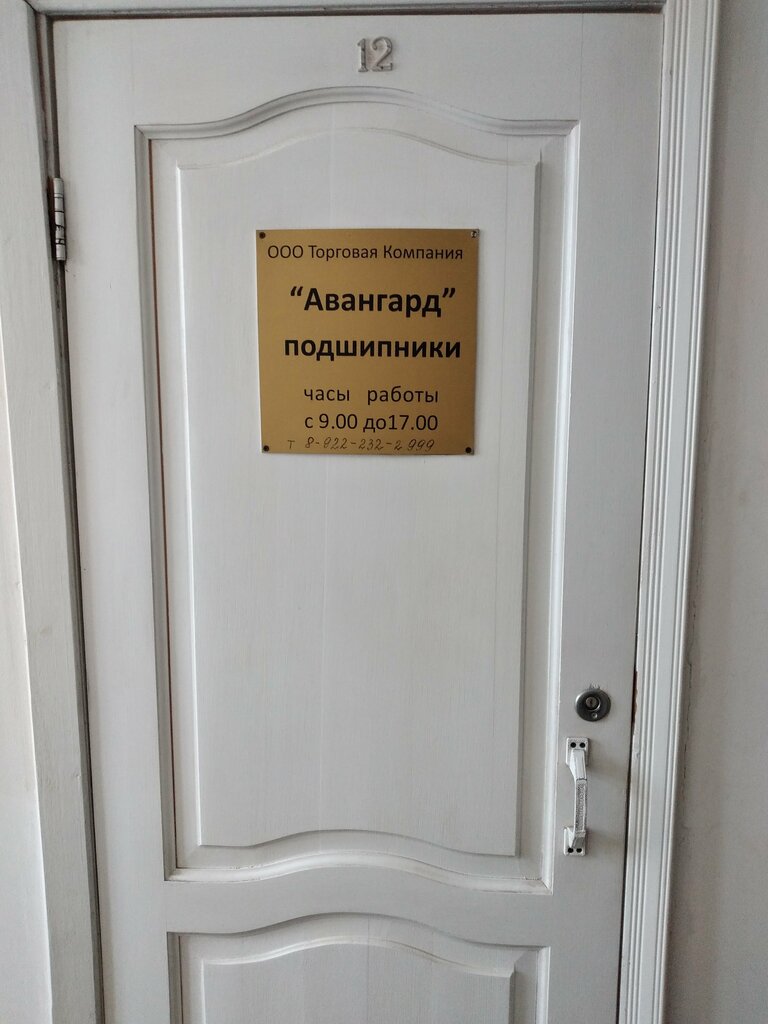 12
ООО Торговая Компания
“Авангард”
подшипники
часы работы
с 9.00 до17.00
т 8-922-232-2999